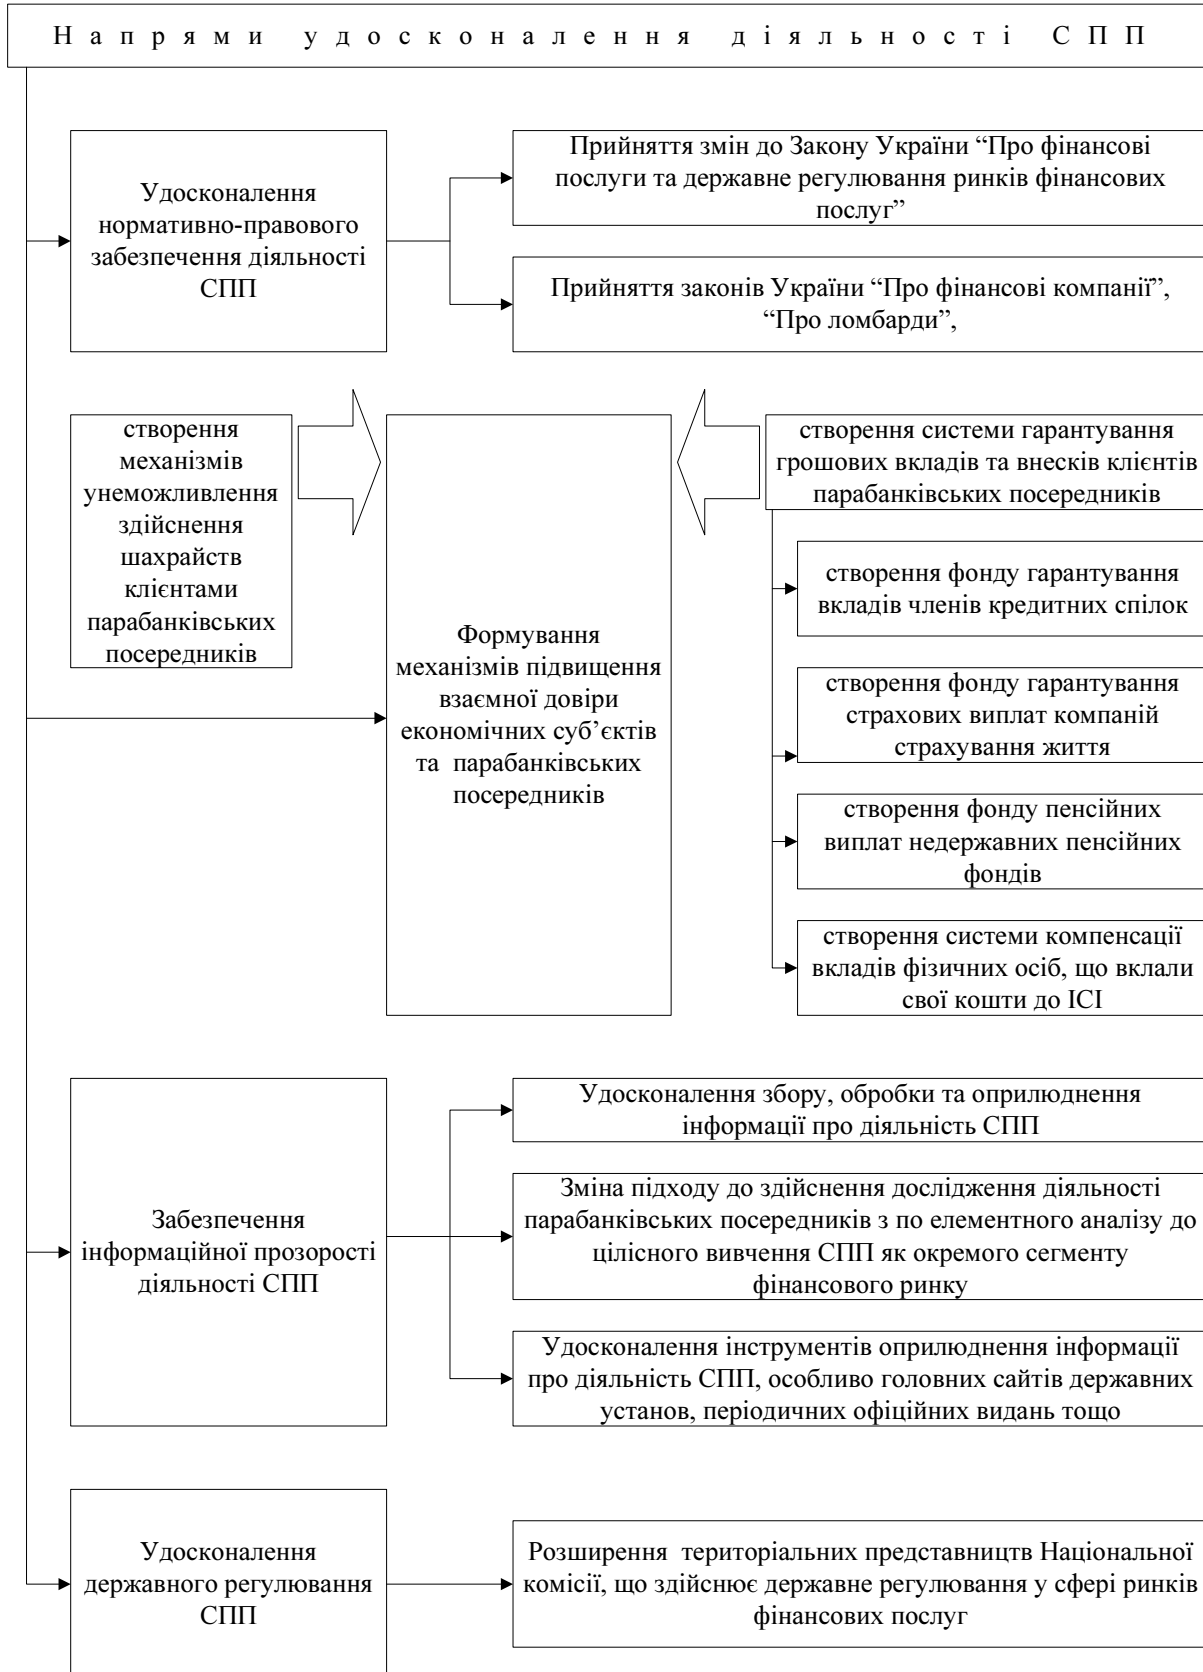 Напрями удосконалення діяльності СПП
Удосконалення
нормативно-правового
забезпечення діяльності
СПП
Прийняття змін до Закону України “Про фінансові
послуги та державне регулювання ринків фінансових
послуг”
Прийняття законів України “Про фінансові компанії”,
“Про ломбарди”,
створення
механізмів
унеможливлення
здійснення
шахрайств
клієнтами
парабанківських
посередників
Формування
механізмів підвищення
взаємної довіри
економічних суб’єктів
та парабанківських
посередників
створення системи гарантування
грошових вкладів та внесків клієнтів
парабанківських посередників
створення фонду гарантування
вкладів членів кредитних спілок
створення фонду гарантування
страхових виплат компаній
страхування життя
створення фонду пенсійних
виплат недержавних пенсійних
фондів
створення системи компенсації
вкладів фізичних осіб, що вклали
свої кошти до ІСІ
Забезпечення
інформаційної прозорості
діяльності СПП
Удосконалення збору, обробки та оприлюднення
інформації про діяльність СПП
Зміна підходу до здійснення дослідження діяльності
парабанківських посередників з по елементного аналізу до
цілісного вивчення СПП як окремого сегменту
фінансового ринку
Удосконалення інструментів оприлюднення інформації
про діяльність СПП, особливо головних сайтів державних
установ, періодичних офіційних видань тощо
Удосконалення
державного регулювання
СПП
Розширення територіальних представництв Національної
комісії, що здійснює державне регулювання у сфері ринків
фінансових послуг